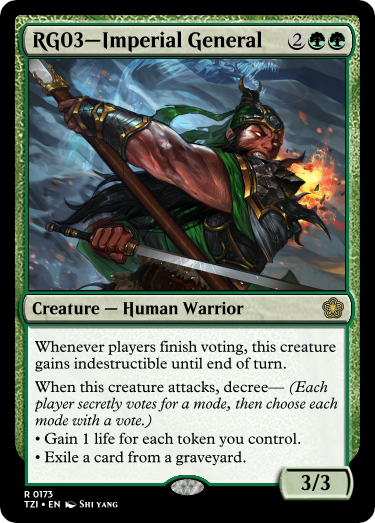 RG03—Imperial General 2
Creature — Human Warrior
Whenever players finish voting, this creature
gains indestructible until end of turn.
When this creature attacks, decree— (Each
player secretly votes for a mode, then choose each
mode with a vote.)
• Gain 1 life for each token you control.
• Exile a card from a graveyard.
3/3
R 0173
TZI • EN Shi yang